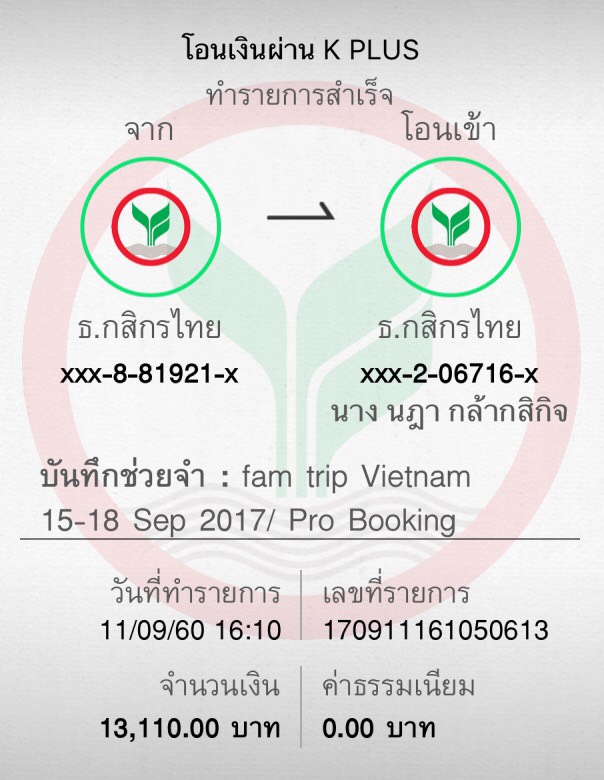 โอนเงินผ่าน K PLUS
ทำรายการสำเร็จ
จาก
โอนเข้า
ธ.กสิกรไทย
ธ.กสิกรไทย
xxx-8-81921-x
xxx-2-06716-x
นาง นฎา กล้ากสิกิจ
บันทึกช่วยจำ : fam trip Vietnam
15-18 Sep 2017/ Pro Booking
วันที่ทำรายการ
เลขที่รายการ
11/09/60 16:10
170911161050613
จำนวนเงิน
ค่าธรรมเนียม
13,110.00 บาท
0.00 บาท